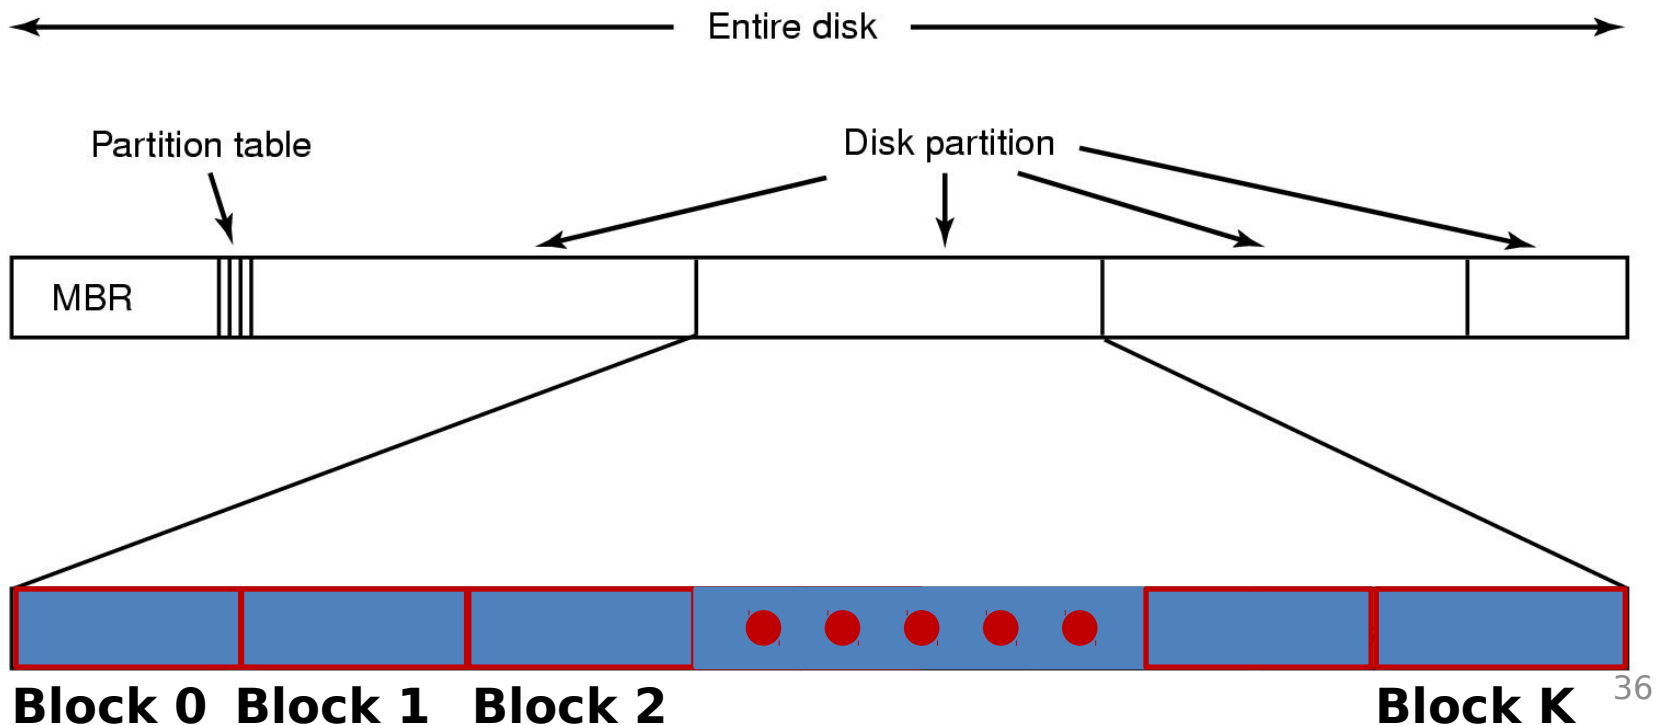 Entire disk
Partition table
Disk partition
MBR
Block 0 Block 1 Block 2 Block K
36